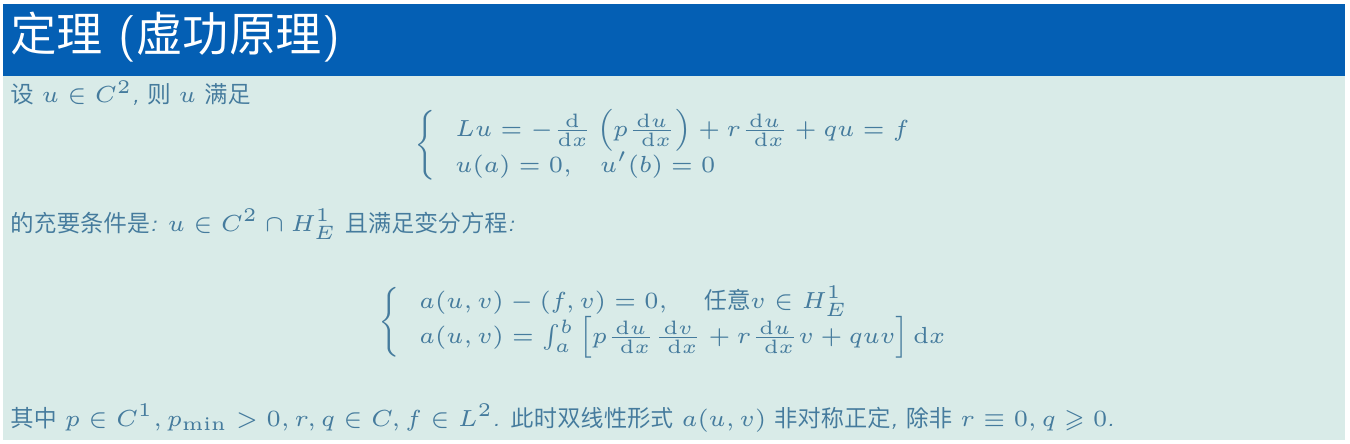 定理 (虚功原理)
设 $u \in C^2$, 则 $u$ 满足
$$\begin{cases} Lu = -\frac{\mathrm{d}}{\mathrm{d}x}\left(p\frac{\mathrm{d}u}{\mathrm{d}x}\right) + r\frac{\mathrm{d}u}{\mathrm{d}x} + qu = f \\ u(a) = 0, \quad u'(b) = 0 \end{cases}$$
的充要条件是: $u \in C^2 \cap H_E^1$ 且满足变分方程:
$$\begin{cases} a(u, v) - (f, v) = 0, \quad 任意 v \in H_E^1 \\ a(u, v) = \int_a^b \left[p\frac{\mathrm{d}u}{\mathrm{d}x}\frac{\mathrm{d}v}{\mathrm{d}x} + r\frac{\mathrm{d}u}{\mathrm{d}x}v + quv\right] \mathrm{d}x \end{cases}$$
其中 $p \in C^1, p_{\min} > 0, r, q \in C, f \in L^2$. 此时双线性形式 $a(u, v)$ 非对称正定, 除非 $r \equiv 0, q \geqslant 0$.